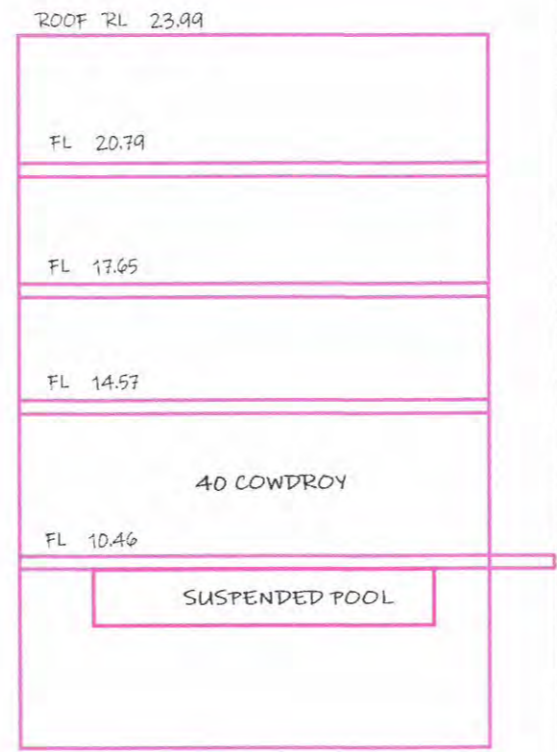 ROOF RL 23.99
FL 20.79
FL 17.65
FL 14.57
40 COWDROY
FL 10.46
SUSPENDED POOL